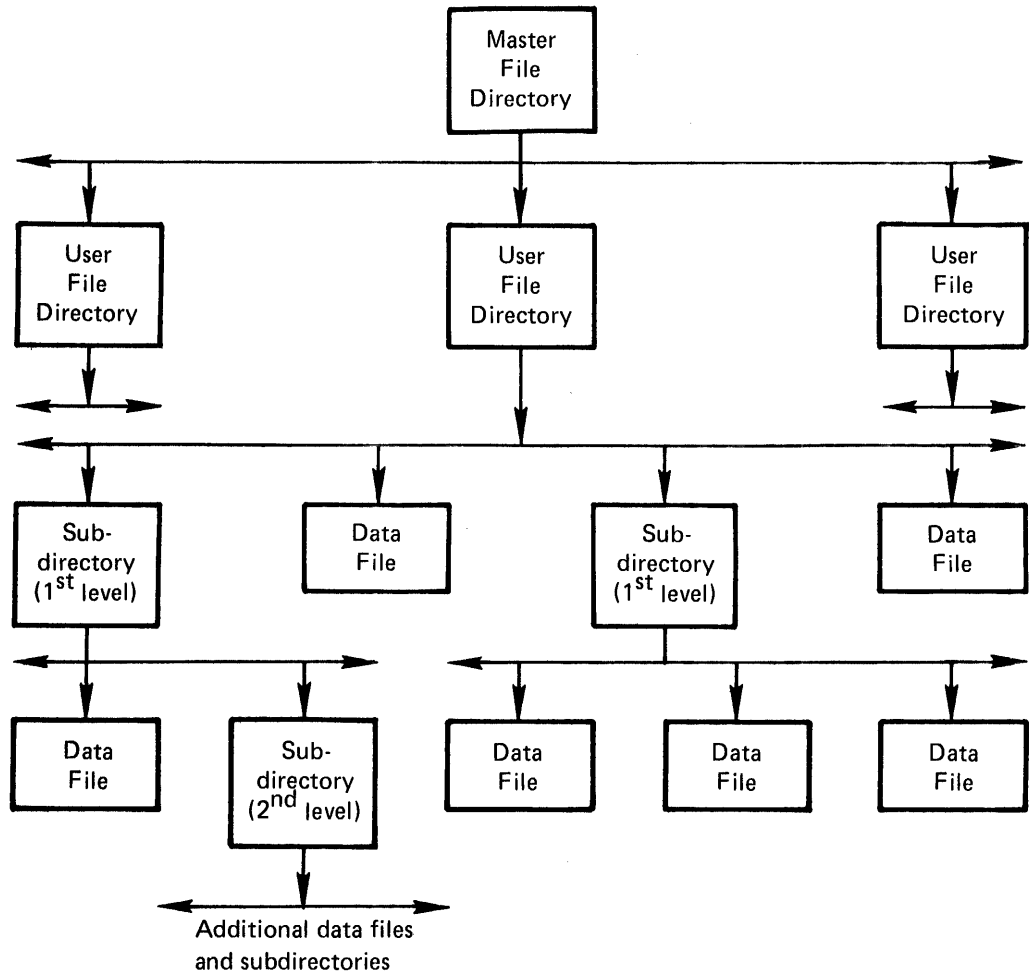 Master
File
Directory
User
File
Directory
User
File
Directory
User
File
Directory
Sub-
directory
(1st level)
Data
File
Sub-
directory
(1st level)
Data
File
Data
File
Sub-
directory
(2nd level)
Data
File
Data
File
Data
File
Additional data files
and subdirectories